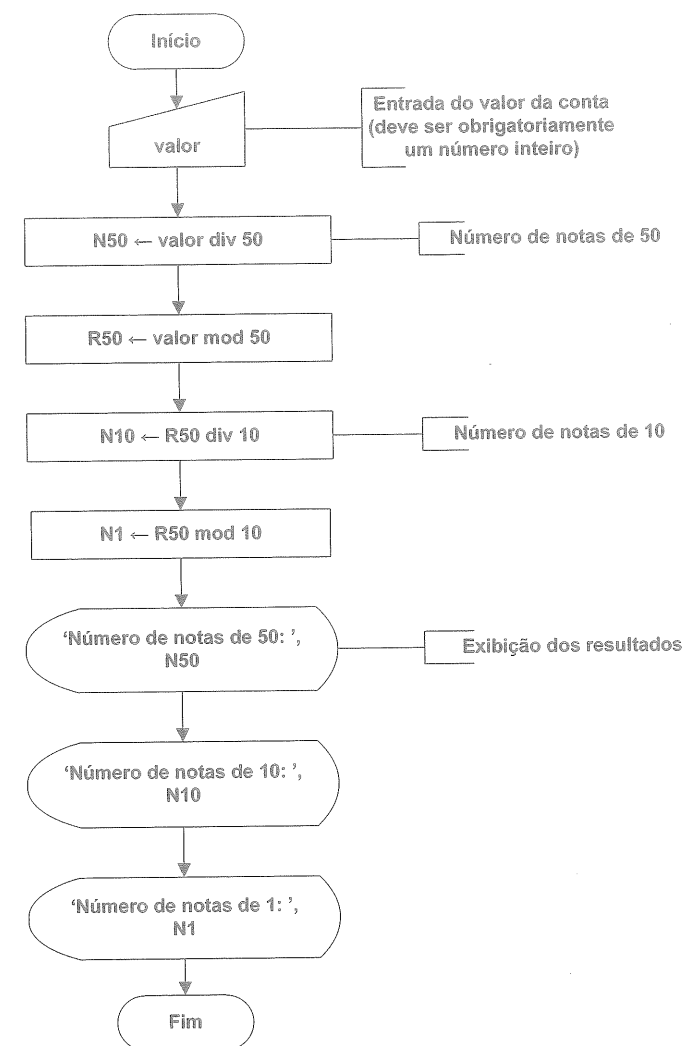 Início
valor
Entrada do valor da conta
(deve ser obrigatoriamente
um número inteiro)
N50 ← valor div 50
Número de notas de 50
R50 ← valor mod 50
N10 ← R50 div 10
Número de notas de 10
N1 ← R50 mod 10
‘Número de notas de 50: ’,
N50
Exibição dos resultados
‘Número de notas de 10: ’,
N10
‘Número de notas de 1: ’,
N1
Fim